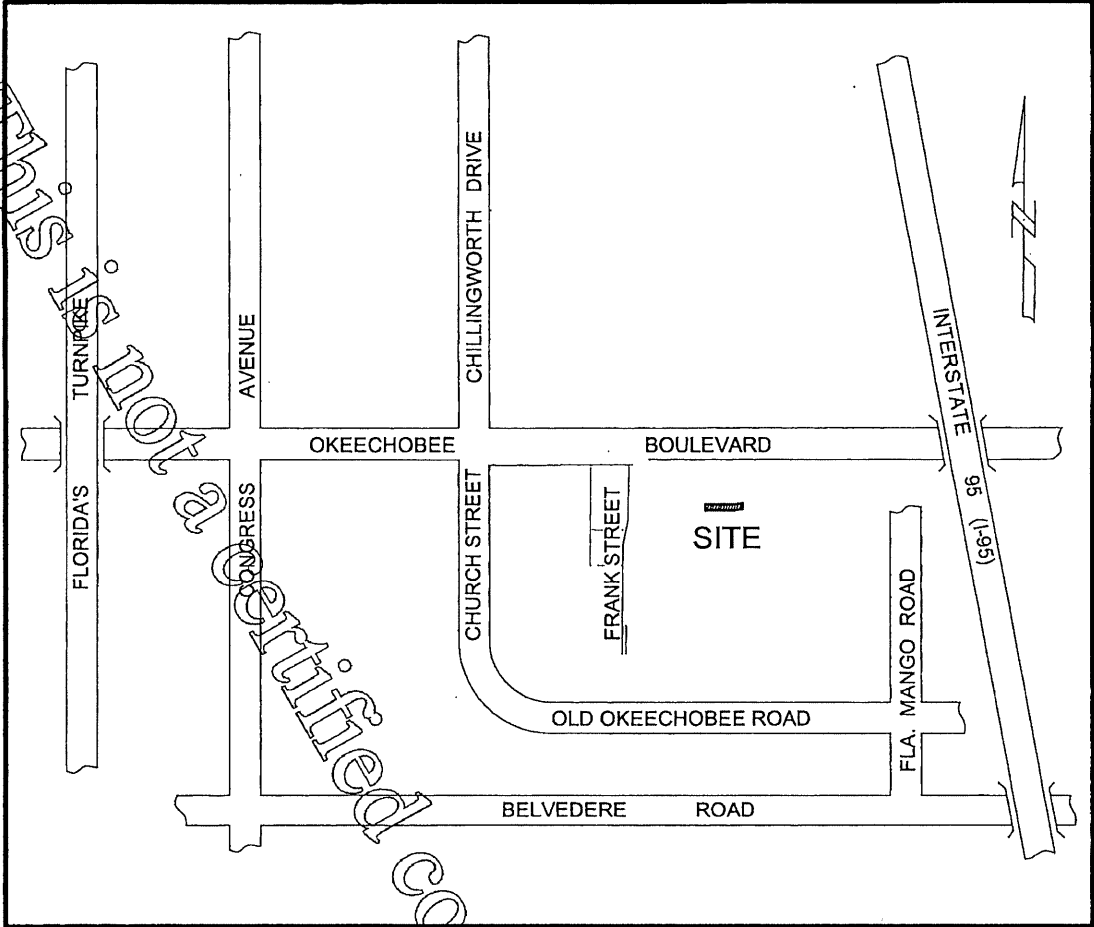 This is not a certified co
FLORIDA'S TURNPIKE
CONGRESS AVENUE
CHILLINGWORTH DRIVE
INTERSTATE 95 (I-95)
N
OKEECHOBEE BOULEVARD
CHURCH STREET
FRANK STREET
SITE
FLA. MANGO ROAD
OLD OKEECHOBEE ROAD
BELVEDERE ROAD